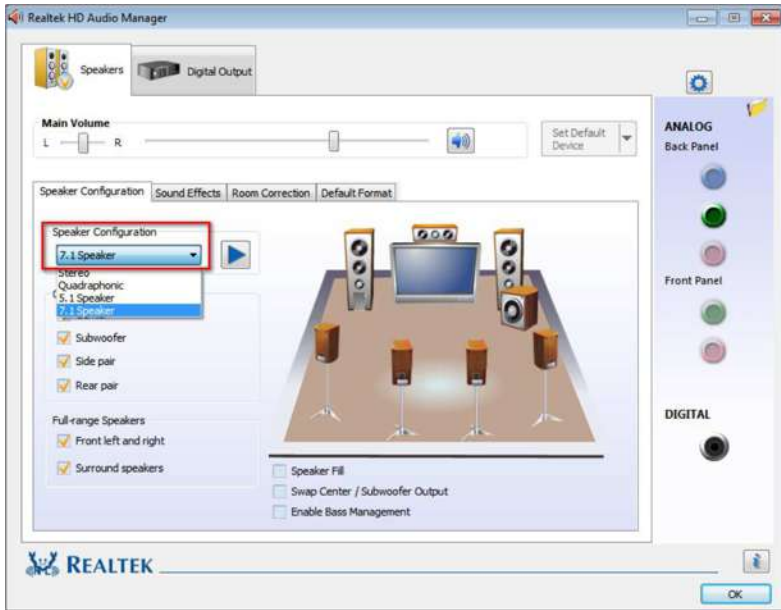 Realtek HD Audio Manager
Speakers
Digital Output
Main Volume
L
R
Set Default
Device
ANALOG
Back Panel
Speaker Configuration
Sound Effects
Room Correction
Default Format
Speaker Configuration
7.1 Speaker
Stereo
Quadraphonic
5.1 Speaker
7.1 Speaker
Subwoofer
Side pair
Rear pair
Full-range Speakers
Front left and right
Surround speakers
Speaker Fill
Swap Center / Subwoofer Output
Enable Bass Management
Front Panel
DIGITAL
REALTEK
OK